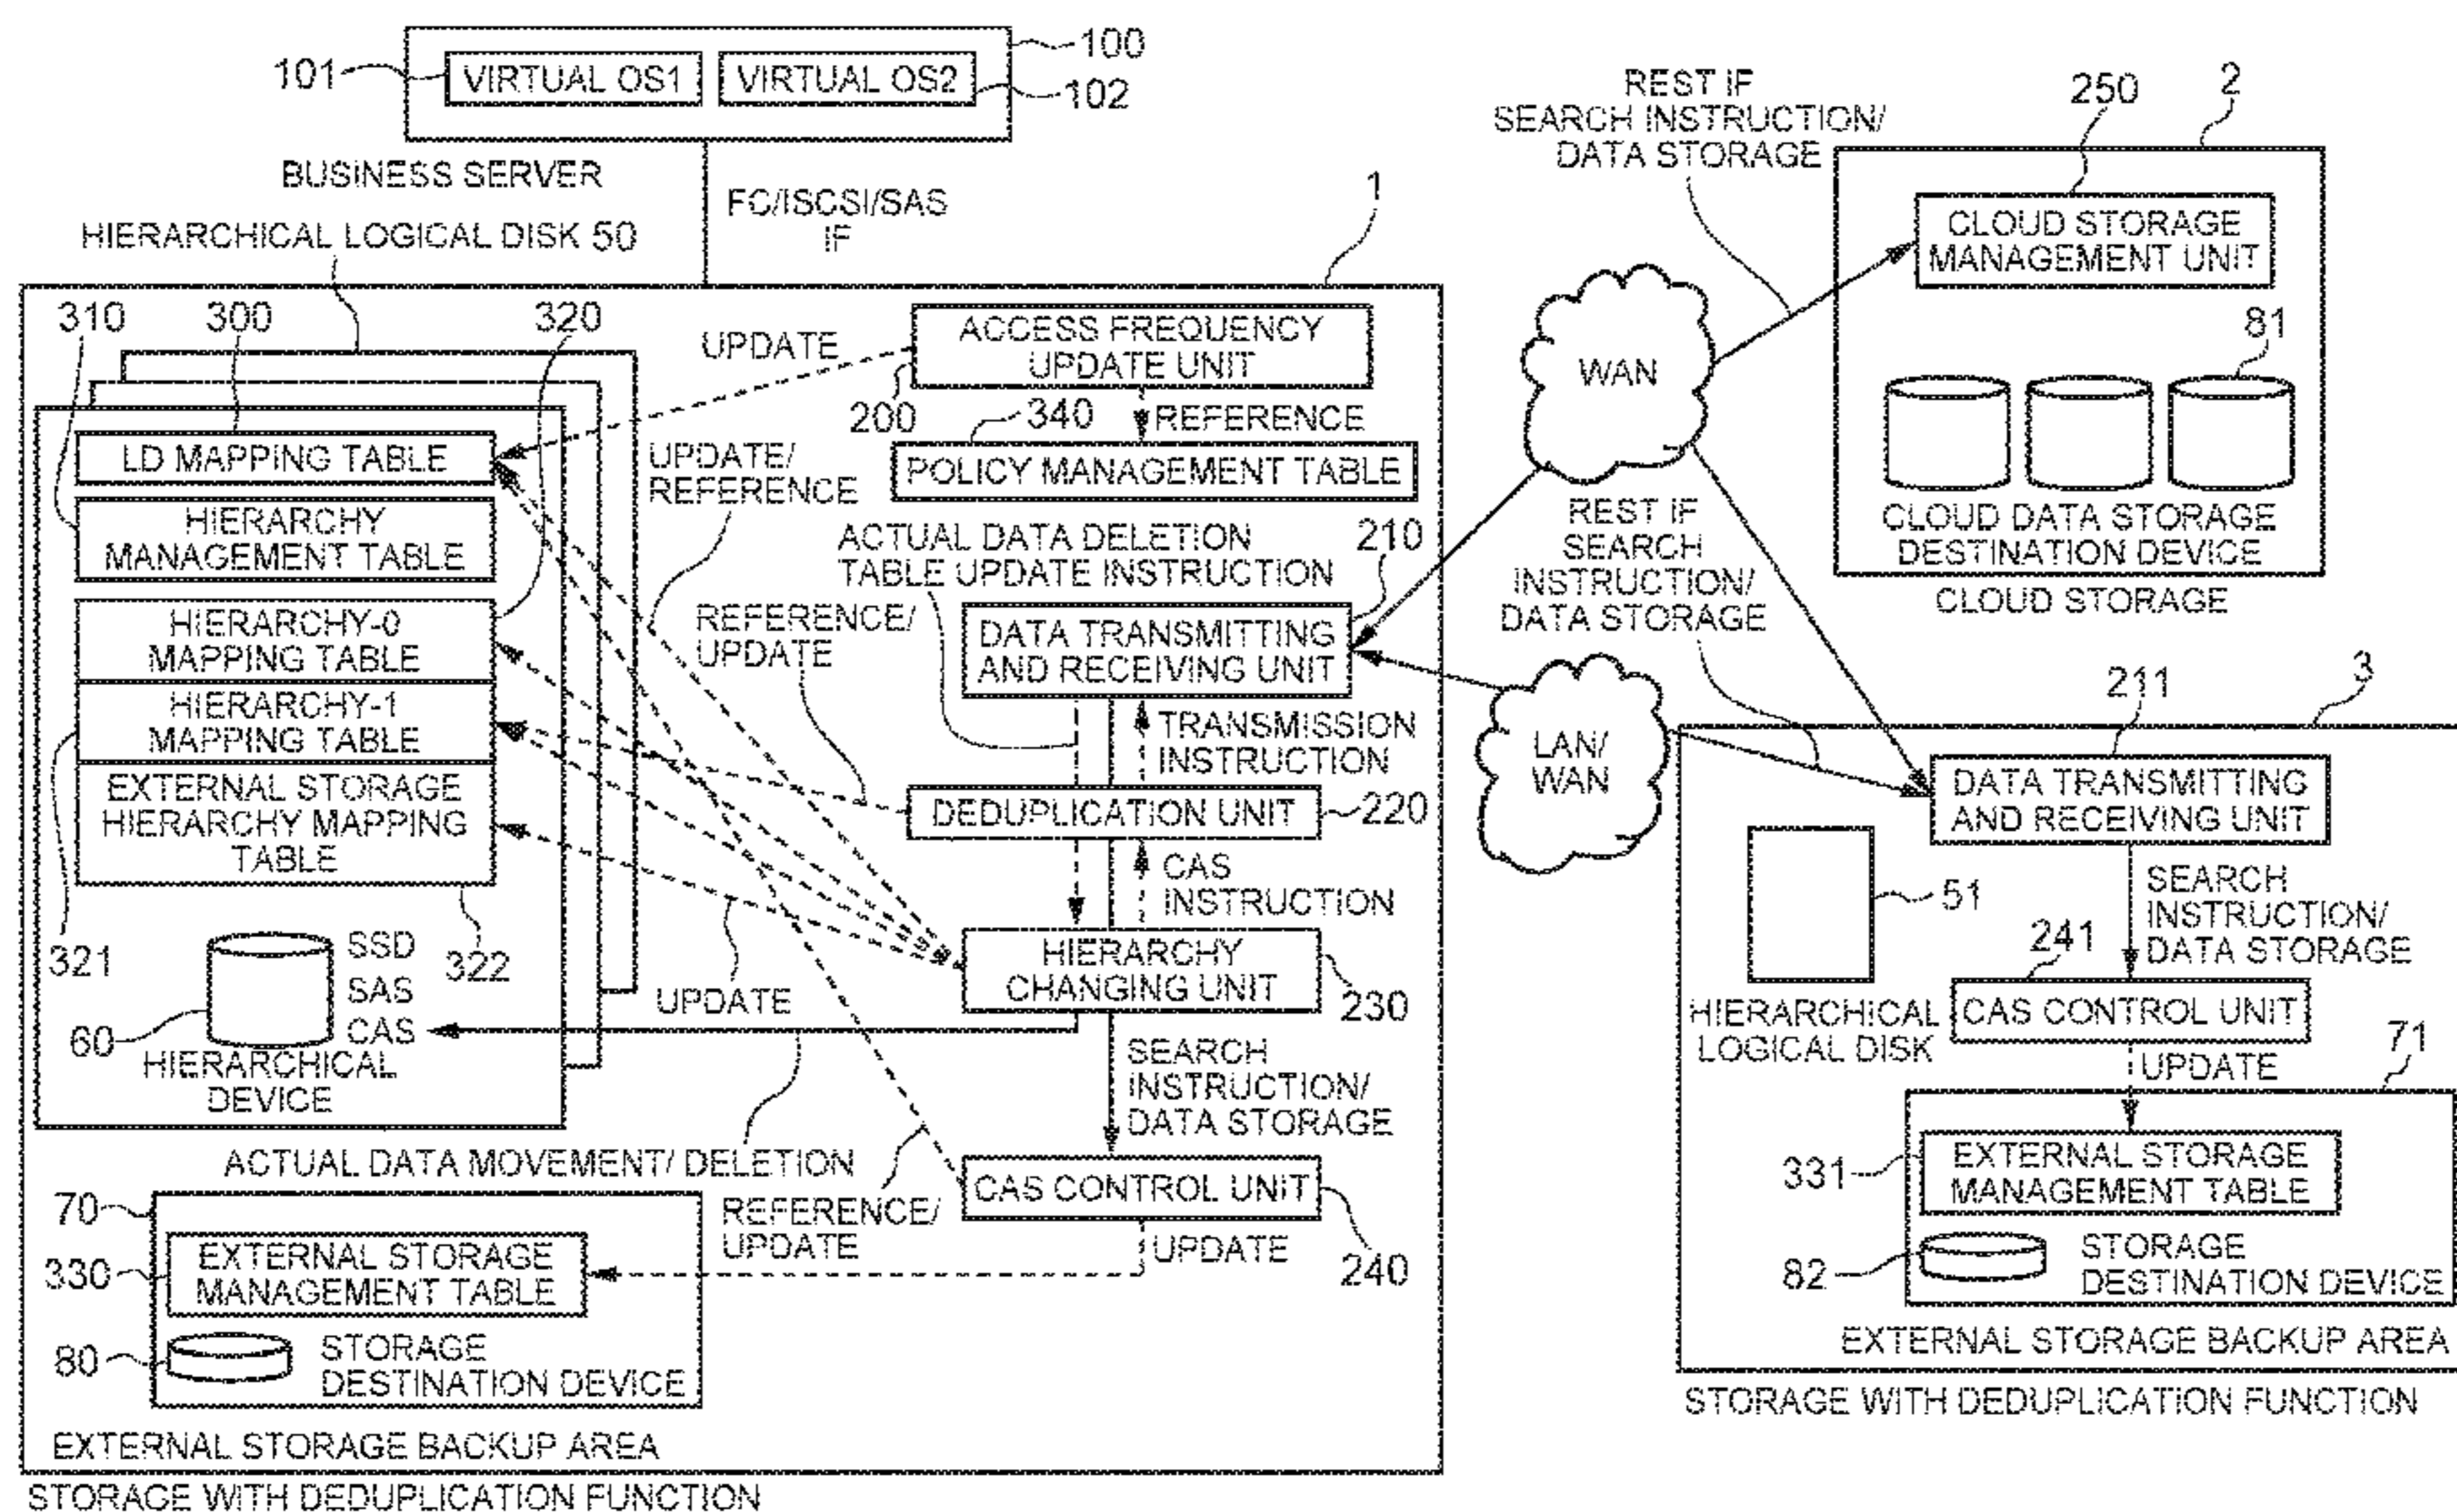 100
101
VIRTUAL OS1
VIRTUAL OS2
102
BUSINESS SERVER
FC/ISCSI/SAS
IF
HIERARCHICAL LOGICAL DISK 50
1
310
300
320
UPDATE
ACCESS FREQUENCY
UPDATE UNIT
200
340
REFERENCE
LD MAPPING TABLE
UPDATE/
REFERENCE
POLICY MANAGEMENT TABLE
HIERARCHY
MANAGEMENT TABLE
ACTUAL DATA DELETION
TABLE UPDATE INSTRUCTION
210
HIERARCHY-0
MAPPING TABLE
REFERENCE/
UPDATE
DATA TRANSMITTING
AND RECEIVING UNIT
HIERARCHY-1
MAPPING TABLE
TRANSMISSION
INSTRUCTION
EXTERNAL STORAGE
HIERARCHY MAPPING
TABLE
DEDUPLICATION UNIT
220
CAS
INSTRUCTION
321
322
SSD
SAS
CAS
60
HIERARCHICAL
DEVICE
UPDATE
HIERARCHY
CHANGING UNIT
230
SEARCH
INSTRUCTION/
DATA STORAGE
ACTUAL DATA MOVEMENT/ DELETION
CAS CONTROL UNIT
240
70
REFERENCE/
UPDATE
UPDATE
330
EXTERNAL STORAGE
MANAGEMENT TABLE
80
STORAGE
DESTINATION DEVICE
EXTERNAL STORAGE BACKUP AREA
STORAGE WITH DEDUPLICATION FUNCTION
REST IF
SEARCH INSTRUCTION/
DATA STORAGE
250
2
CLOUD STORAGE
MANAGEMENT UNIT
WAN
81
CLOUD DATA STORAGE
DESTINATION DEVICE
CLOUD STORAGE
REST IF
SEARCH
INSTRUCTION/
DATA STORAGE
LAN/
WAN
211
3
DATA TRANSMITTING
AND RECEIVING UNIT
51
HIERARCHICAL
LOGICAL DISK
SEARCH
INSTRUCTION/
DATA STORAGE
241
CAS CONTROL UNIT
71
UPDATE
331
EXTERNAL STORAGE
MANAGEMENT TABLE
82
STORAGE
DESTINATION DEVICE
EXTERNAL STORAGE BACKUP AREA
STORAGE WITH DEDUPLICATION FUNCTION